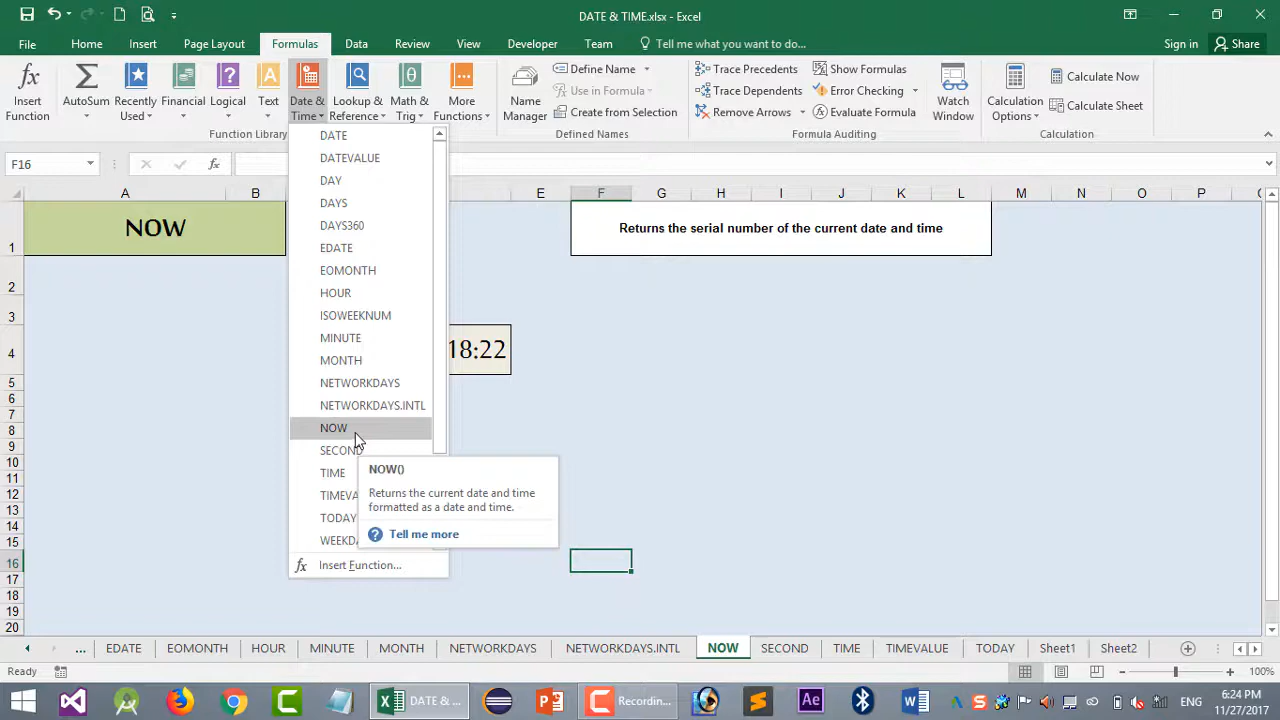 DATE & TIME.xlsx - Excel
File Home Insert Page Layout Formulas Data Review View Developer Team Tell me what you want to do... Sign in Share
Insert Function
AutoSum
Recently Used
Financial
Logical
Text
Date & Time
Lookup & Reference
Math & Trig
More Functions
Function Library
Name Manager
Define Name
Use in Formula
Create from Selection
Defined Names
Trace Precedents
Trace Dependents
Remove Arrows
Show Formulas
Error Checking
Evaluate Formula
Formula Auditing
Watch Window
Calculation Options
Calculate Now
Calculate Sheet
Calculation
F16
fx
A B E F G H I J K L M N O P
1 2 3 4 5 6 7 8 9 10 11 12 13 14 15 16 17 18 19 20
NOW
Returns the serial number of the current date and time
18:22
DATE
DATEVALUE
DAY
DAYS
DAYS360
EDATE
EOMONTH
HOUR
ISOWEEKNUM
MINUTE
MONTH
NETWORKDAYS
NETWORKDAYS.INTL
NOW
SECOND
TIME
TIMEVA
TODAY
WEEKDA
fx Insert Function...
NOW()
Returns the current date and time
formatted as a date and time.
Tell me more
... EDATE EOMONTH HOUR MINUTE MONTH NETWORKDAYS NETWORKDAYS.INTL NOW SECOND TIME TIMEVALUE TODAY Sheet1 Sheet2
Ready
100%
DATE & ...
Recordin...
Ae
ENG
6:24 PM
11/27/2017